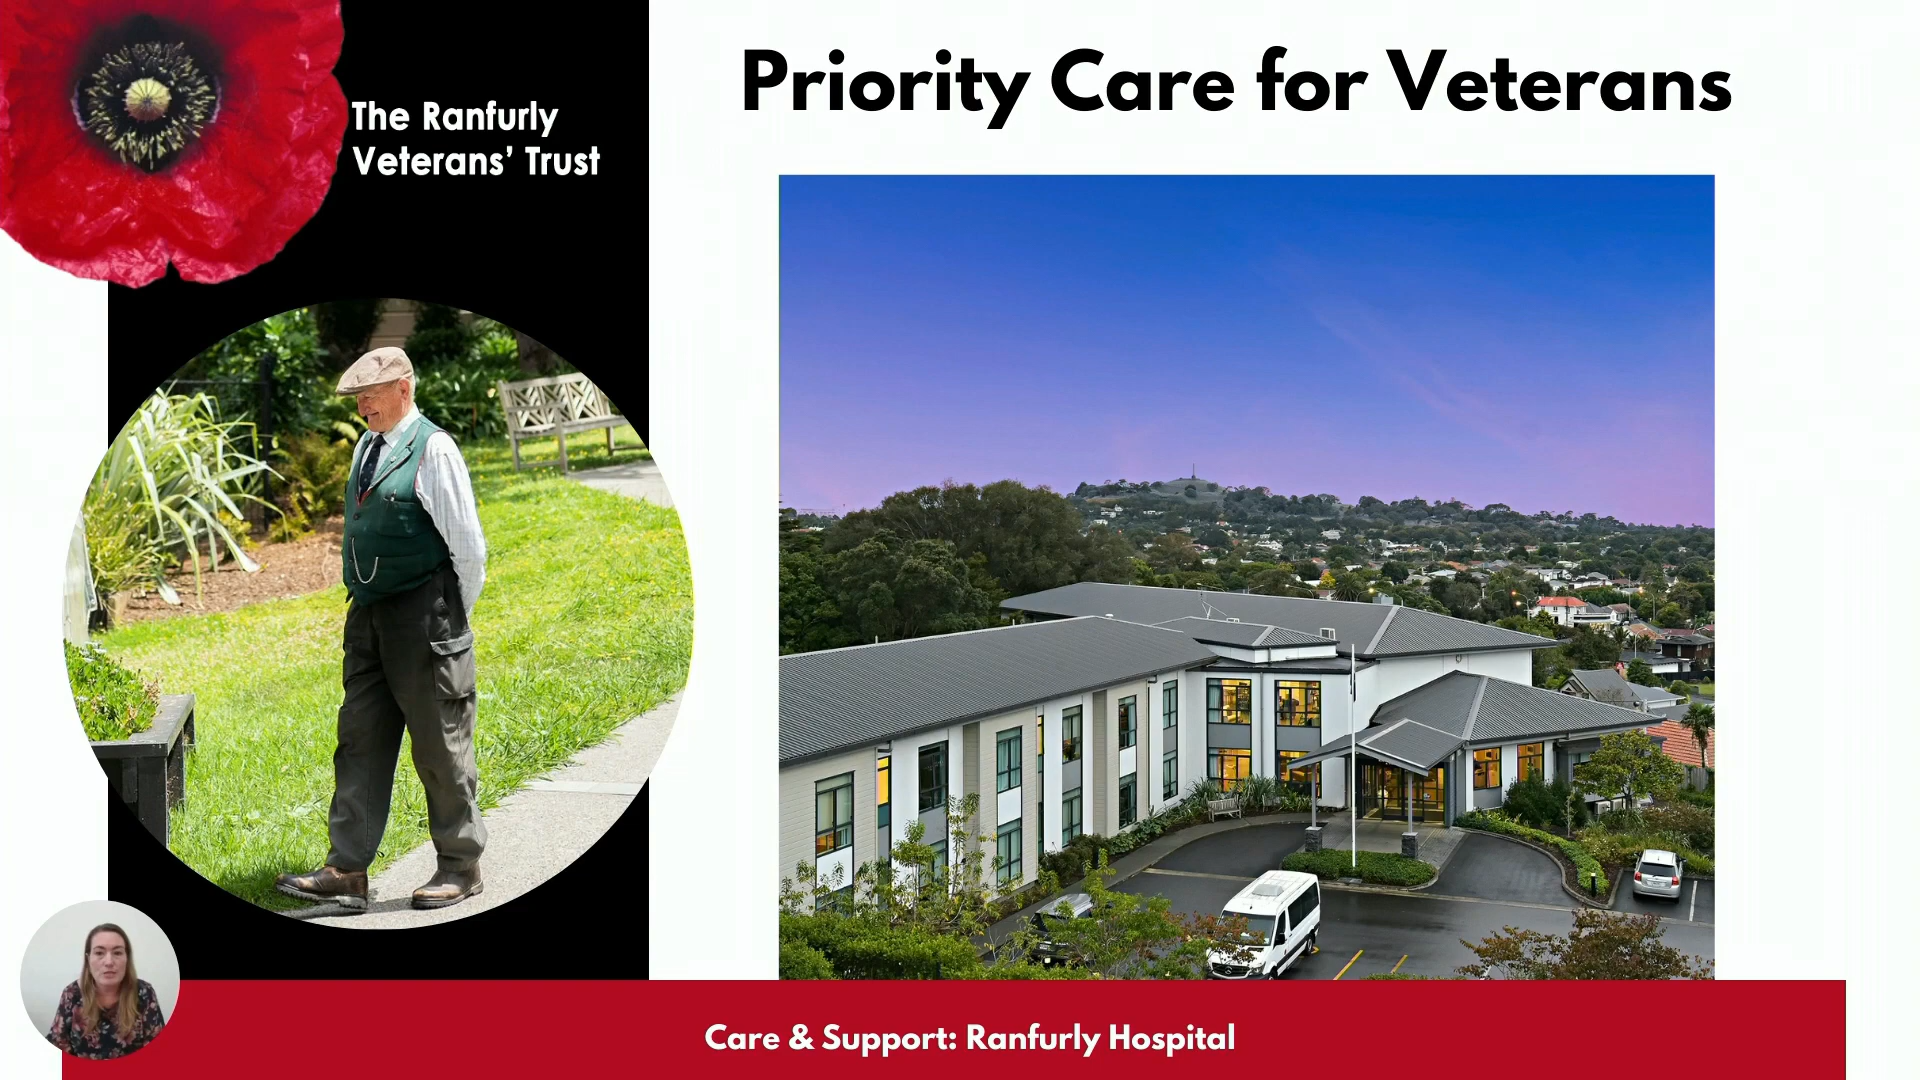 The Ranfurly
Veterans’ Trust
Priority Care for Veterans
Care & Support: Ranfurly Hospital